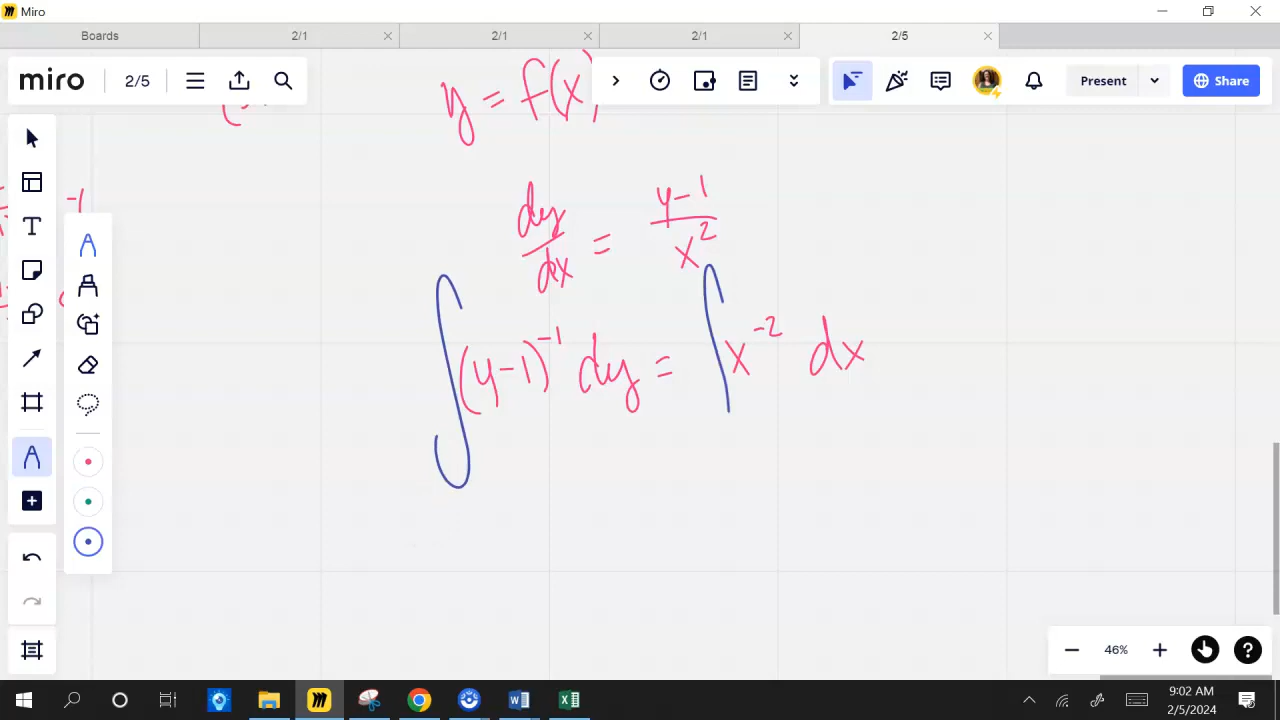 Miro
Boards 2/1 2/1 2/1 2/5
miro 2/5 Present Share
y = f(x)
-1
dy/dx = y-1/x²
∫(y-1)⁻¹ dy = ∫x⁻² dx
46%
9:02 AM
2/5/2024